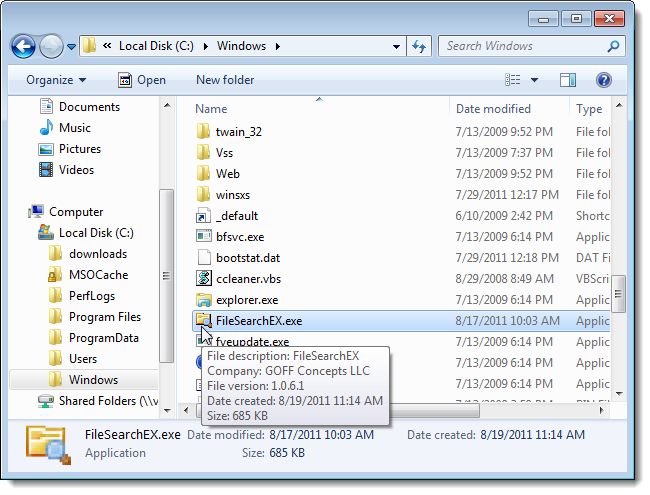 « Local Disk (C:) Windows
Search Windows
Organize Open New folder
Documents
Music
Pictures
Videos
Computer
Local Disk (C:)
downloads
MSOCache
PerfLogs
Program Files
ProgramData
Users
Windows
Shared Folders (\\
Name Date modified Type
twain_32 7/13/2009 9:52 PM File fol
Vss 7/13/2009 7:37 PM File fol
Web 7/13/2009 9:52 PM File fol
winsxs 7/29/2011 12:17 PM File fol
_default 6/10/2009 2:42 PM Shortc
bfsvc.exe 7/13/2009 6:14 PM Applic
bootstat.dat 7/29/2011 12:18 PM DAT Fi
ccleaner.vbs 8/29/2008 8:49 AM VBScri
explorer.exe 7/13/2009 6:14 PM Applic
FileSearchEX.exe 8/17/2011 10:03 AM Applic
fveupdate.exe 7/13/2009 6:14 PM Applic
File description: FileSearchEX
Company: GOFF Concepts LLC
File version: 1.0.6.1
Date created: 8/19/2011 11:14 AM
Size: 685 KB
7/13/2009 6:14 PM Applic
7/13/2009 6:14 PM Applic
FileSearchEX.exe Date modified: 8/17/2011 10:03 AM Date created: 8/19/2011 11:14 AM
Application Size: 685 KB